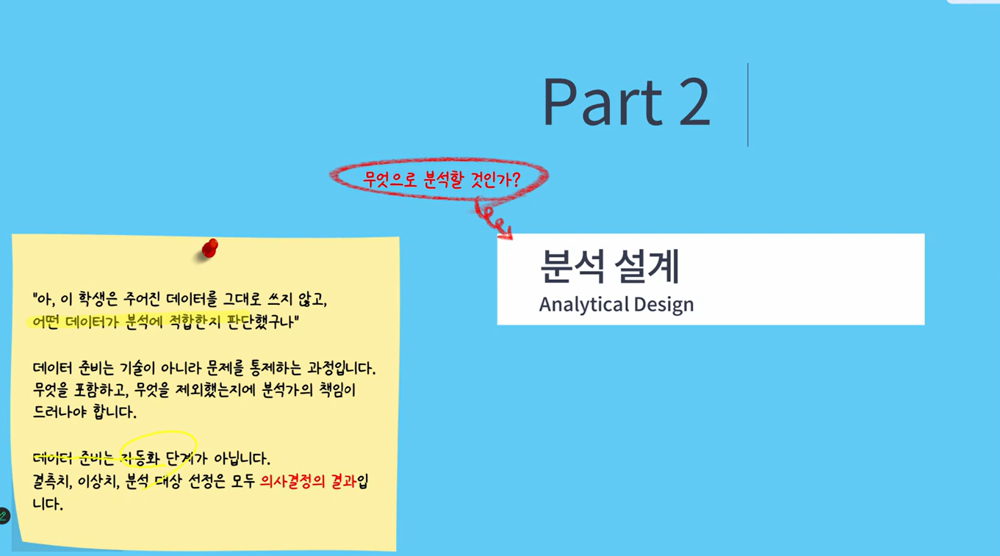 Part 2
무엇으로 분석할 것인가?
분석 설계
Analytical Design
"아, 이 학생은 주어진 데이터를 그대로 쓰지 않고,
어떤 데이터가 분석에 적합한지 판단했구나"
데이터 준비는 기술이 아니라 문제를 통제하는 과정입니다.
무엇을 포함하고, 무엇을 제외했는지에 분석가의 책임이
드러나야 합니다.
데이터 준비는 자동화 단계가 아닙니다.
결측치, 이상치, 분석 대상 선정은 모두 의사결정의 결과입
니다.